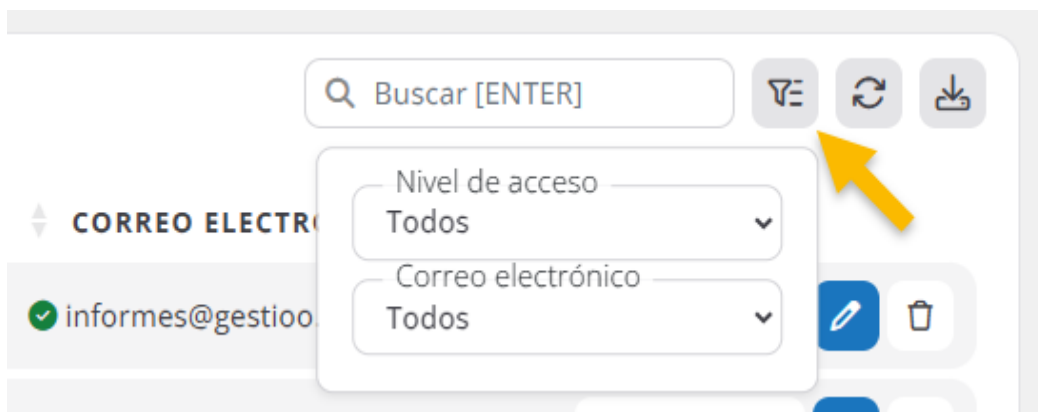 Buscar [ENTER]
Nivel de acceso
Todos
CORREO ELECTR
Correo electrónico
Todos
informes@gestioo.